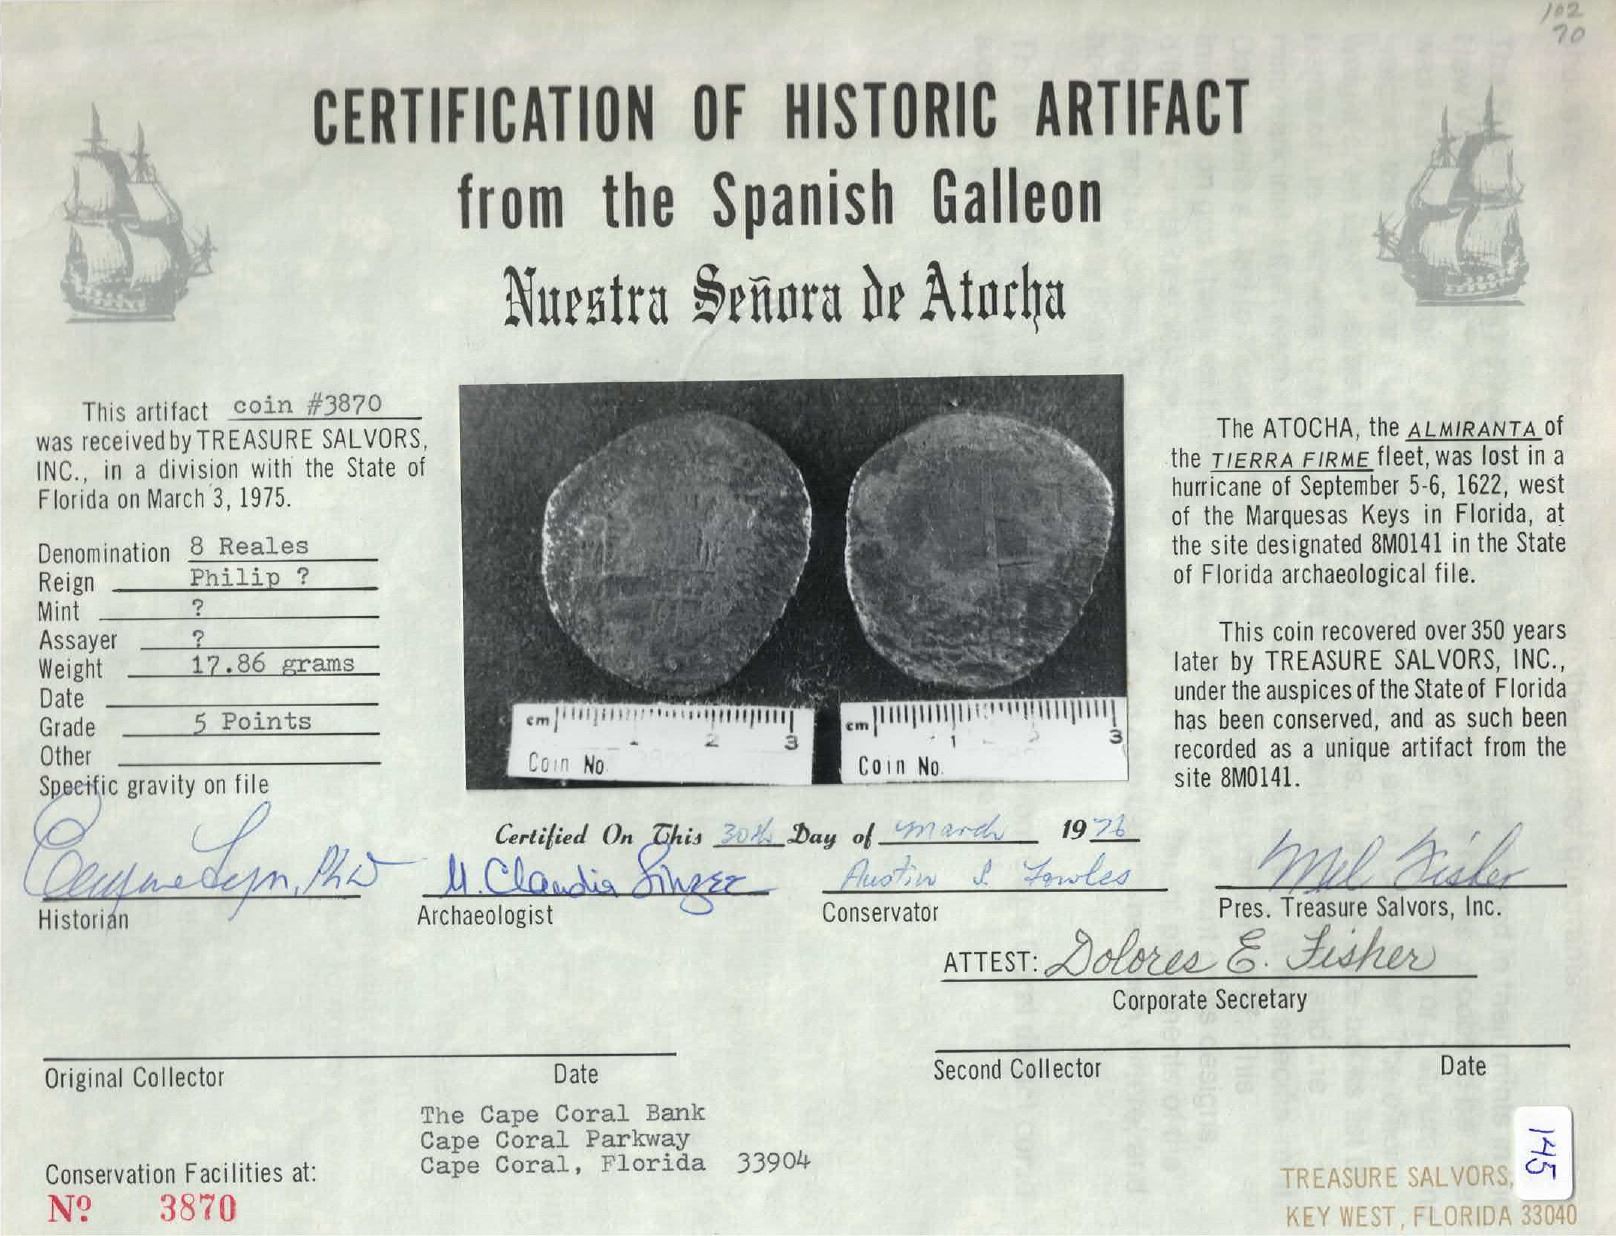 102
70
CERTIFICATION OF HISTORIC ARTIFACT
from the Spanish Galleon
Nuestra Señora de Atocha
This artifact coin #3870
was received by TREASURE SALVORS,
INC., in a division with the State of
Florida on March 3, 1975.
Denomination 8 Reales
Reign Philip ?
Mint ?
Assayer ?
Weight 17.86 grams
Date
Grade 5 Points
Other
Specific gravity on file
cm 1 2 3
Coin No.
cm 1 2 3
Coin No.
The ATOCHA, the ALMIRANTA of
the TIERRA FIRME fleet, was lost in a
hurricane of September 5-6, 1622, west
of the Marquesas Keys in Florida, at
the site designated 8MO141 in the State
of Florida archaeological file.
This coin recovered over 350 years
later by TREASURE SALVORS, INC.,
under the auspices of the State of Florida
has been conserved, and as such been
recorded as a unique artifact from the
site 8MO141.
Certified On This 30th Day of March 1976
Eugene Lyon, PhD
Historian
M. Claudia
Archaeologist
Austin Fowles
Conservator
Mel Fisher
Pres. Treasure Salvors, Inc.
ATTEST: Dolores E. Fisher
Corporate Secretary
Original Collector Date
Second Collector Date
The Cape Coral Bank
Cape Coral Parkway
Cape Coral, Florida 33904
Conservation Facilities at:
Nº 3870
TREASURE SALVORS,
KEY WEST, FLORIDA 33040
145